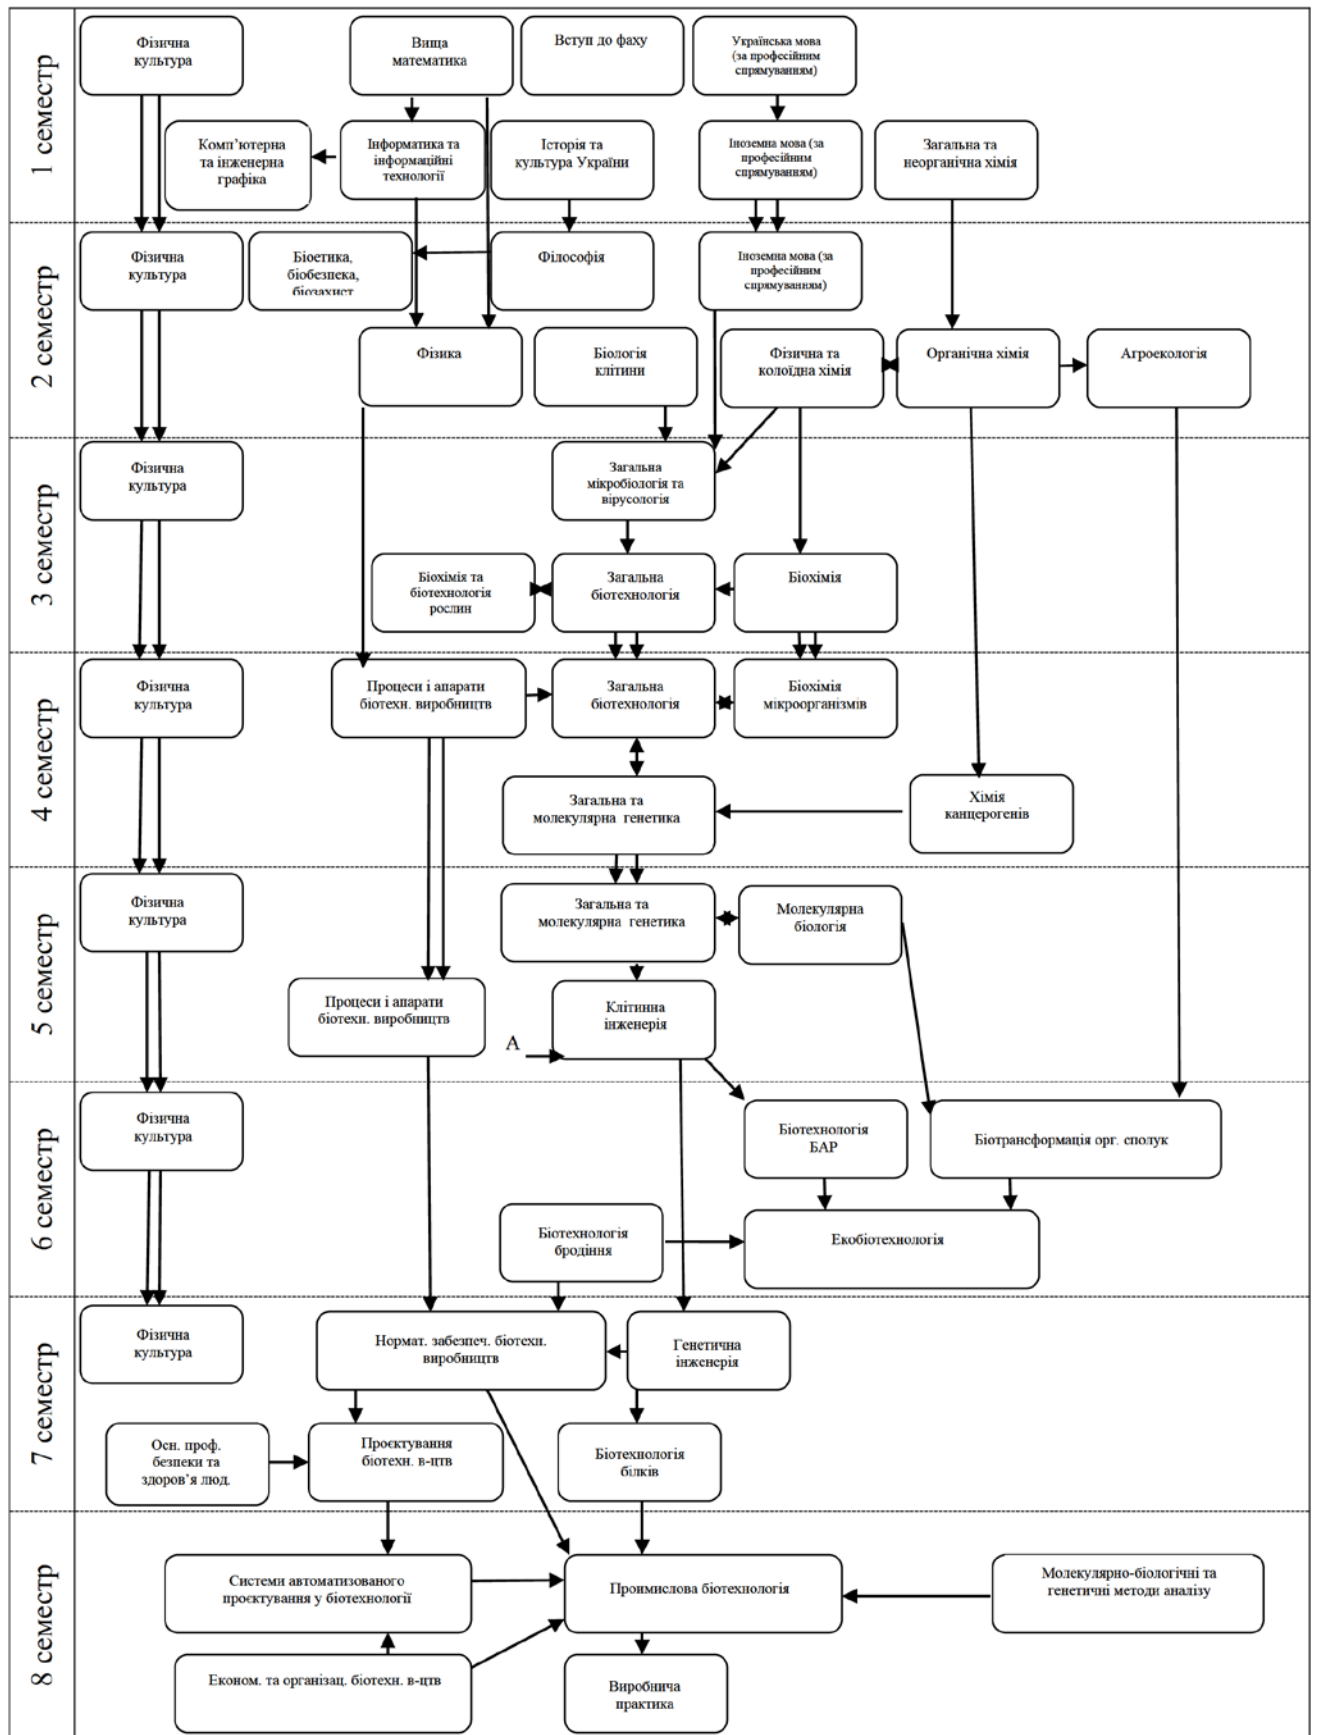 1 семестр
Фізична
культура
Вища
математика
Вступ до фаху
Українська мова
(за професійним
спрямуванням)
Комп’ютерна
та інженерна
графіка
Інформатика та
інформаційні
технології
Історія та
культура України
Іноземна мова (за
професійним
спрямуванням)
Загальна та
неорганічна хімія
2 семестр
Фізична
культура
Біоетика,
біобезпека,
біозахист
Філософія
Іноземна мова (за
професійним
спрямуванням)
Фізика
Біологія
клітини
Фізична та
колоїдна хімія
Органічна хімія
Агроекологія
3 семестр
Фізична
культура
Загальна
мікробіологія та
вірусологія
Біохімія та
біотехнологія
рослин
Загальна
біотехнологія
Біохімія
4 семестр
Фізична
культура
Процеси і апарати
біотехн. виробництв
Загальна
біотехнологія
Біохімія
мікроорганізмів
Загальна та
молекулярна генетика
Хімія
канцерогенів
5 семестр
Фізична
культура
Загальна та
молекулярна генетика
Молекулярна
біологія
Процеси і апарати
біотехн. виробництв
Клітинна
інженерія
А
6 семестр
Фізична
культура
Біотехнологія
БАР
Біотрансформація орг. сполук
Біотехнологія
бродіння
Екобіотехнологія
7 семестр
Фізична
культура
Нормат. забезпеч. біотехн.
виробництв
Генетична
інженерія
Осн. проф.
безпеки та
здоров’я люд.
Проєктування
біотехн. в-цтв
Біотехнологія
білків
8 семестр
Системи автоматизованого
проєктування у біотехнології
Проимислова біотехнологія
Молекулярно-біологічні та
генетичні методи аналізу
Економ. та організац. біотехн. в-цтв
Виробнича
практика